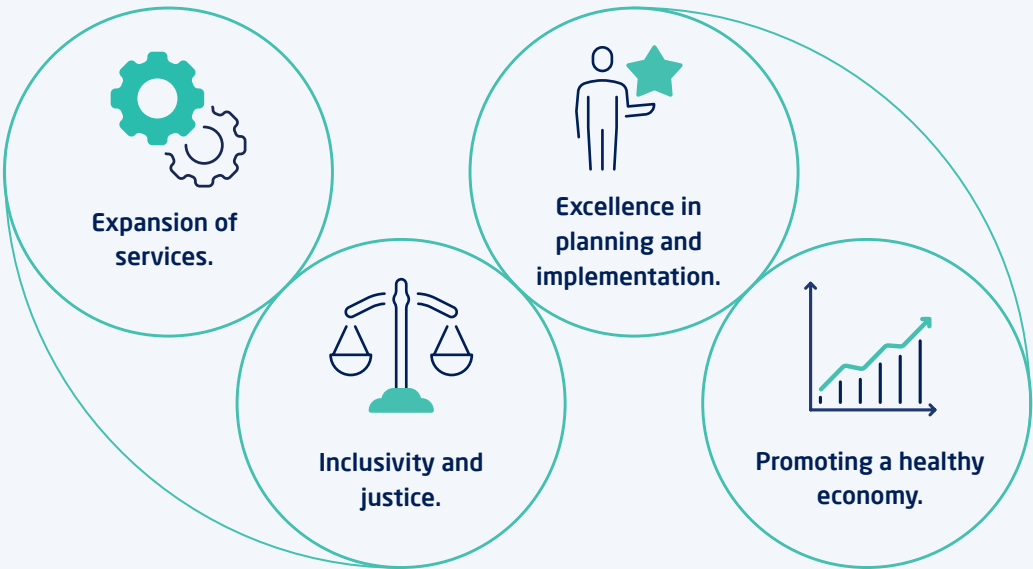 Expansion of
services.
Inclusivity and
justice.
Excellence in
planning and
implementation.
Promoting a healthy
economy.